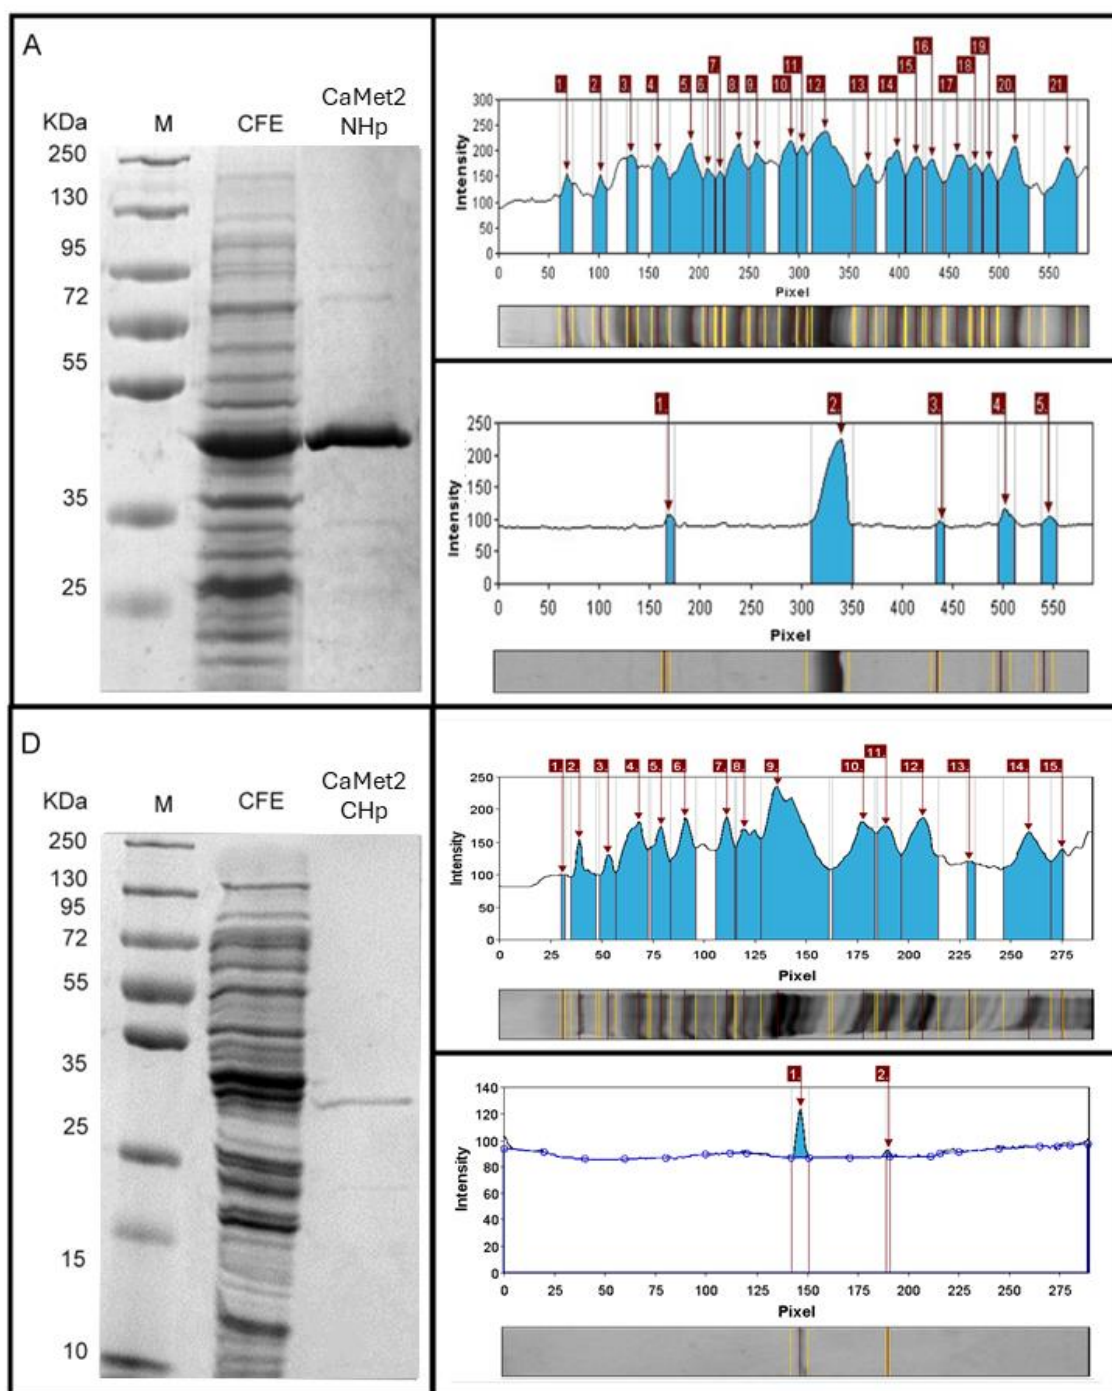 A
KDa M CFE CaMet2 NHp
250
130
95
72
55
35
25
1. 2. 3. 4. 5. 6. 7. 8. 9. 10. 11. 12. 13. 14. 15. 16. 17. 18. 19. 20. 21.
Intensity
300
250
200
150
100
50
0
0 50 100 150 200 250 300 350 400 450 500 550
Pixel
1. 2. 3. 4. 5.
Intensity
250
200
150
100
50
0
0 50 100 150 200 250 300 350 400 450 500 550
Pixel
D
KDa M CFE CaMet2 CHp
250
130
95
72
55
35
25
15
10
1. 2. 3. 4. 5. 6. 7. 8. 9. 10. 11. 12. 13. 14. 15.
Intensity
250
200
150
100
50
0
0 25 50 75 100 125 150 175 200 225 250 275
Pixel
1. 2.
Intensity
140
120
100
80
60
40
20
0
0 25 50 75 100 125 150 175 200 225 250 275
Pixel